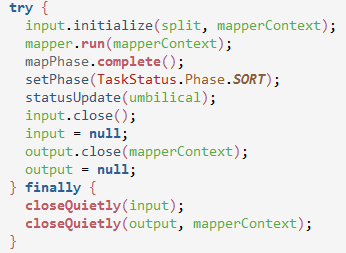 try {
  input.initialize(split, mapperContext);
  mapper.run(mapperContext);
  mapPhase.complete();
  setPhase(TaskStatus.Phase.SORT);
  statusUpdate(umbilical);
  input.close();
  input = null;
  output.close(mapperContext);
  output = null;
} finally {
  closeQuietly(input);
  closeQuietly(output, mapperContext);
}